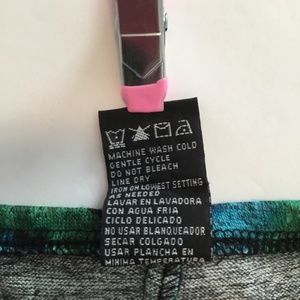 MACHINE WASH COLD
GENTLE CYCLE
DO NOT BLEACH
LINE DRY
IRON ON LOWEST SETTING
AS NEEDED
LAVAR EN LAVADORA
CON AGUA FRIA
CICLO DELICADO
NO USAR BLANQUEADOR
SECAR COLGADO
USAR PLANCHA EN
MINIMA TEMPERATURA